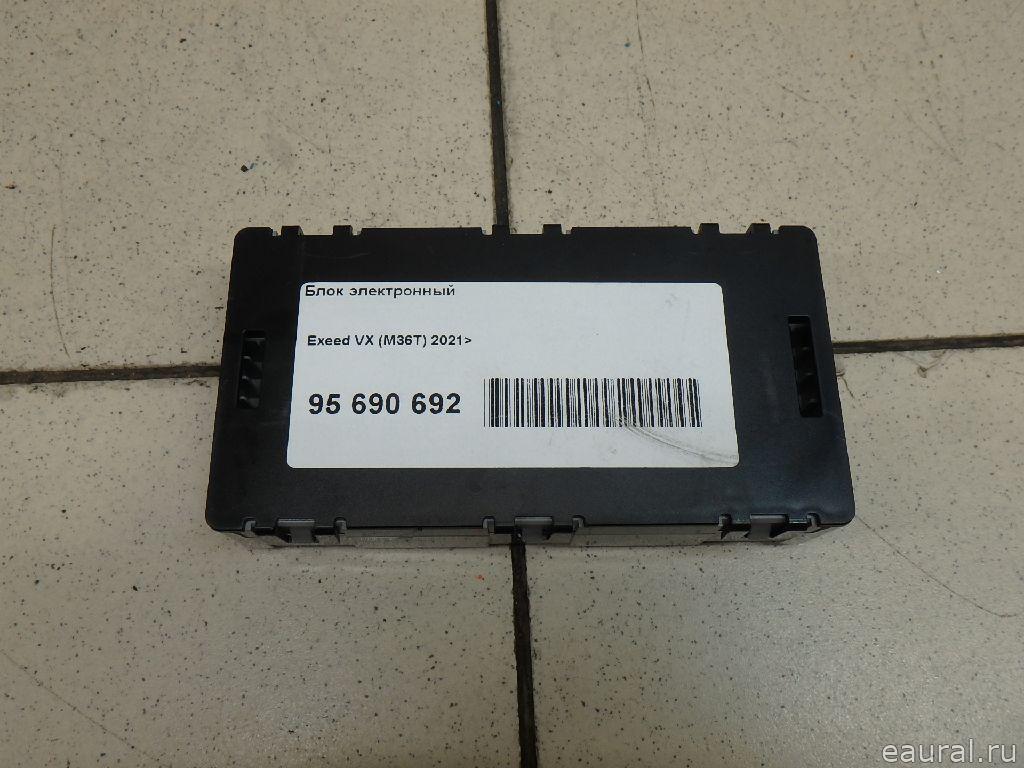 Блок электронный
Exeed VX (M36T) 2021>
95 690 692
eaural.ru